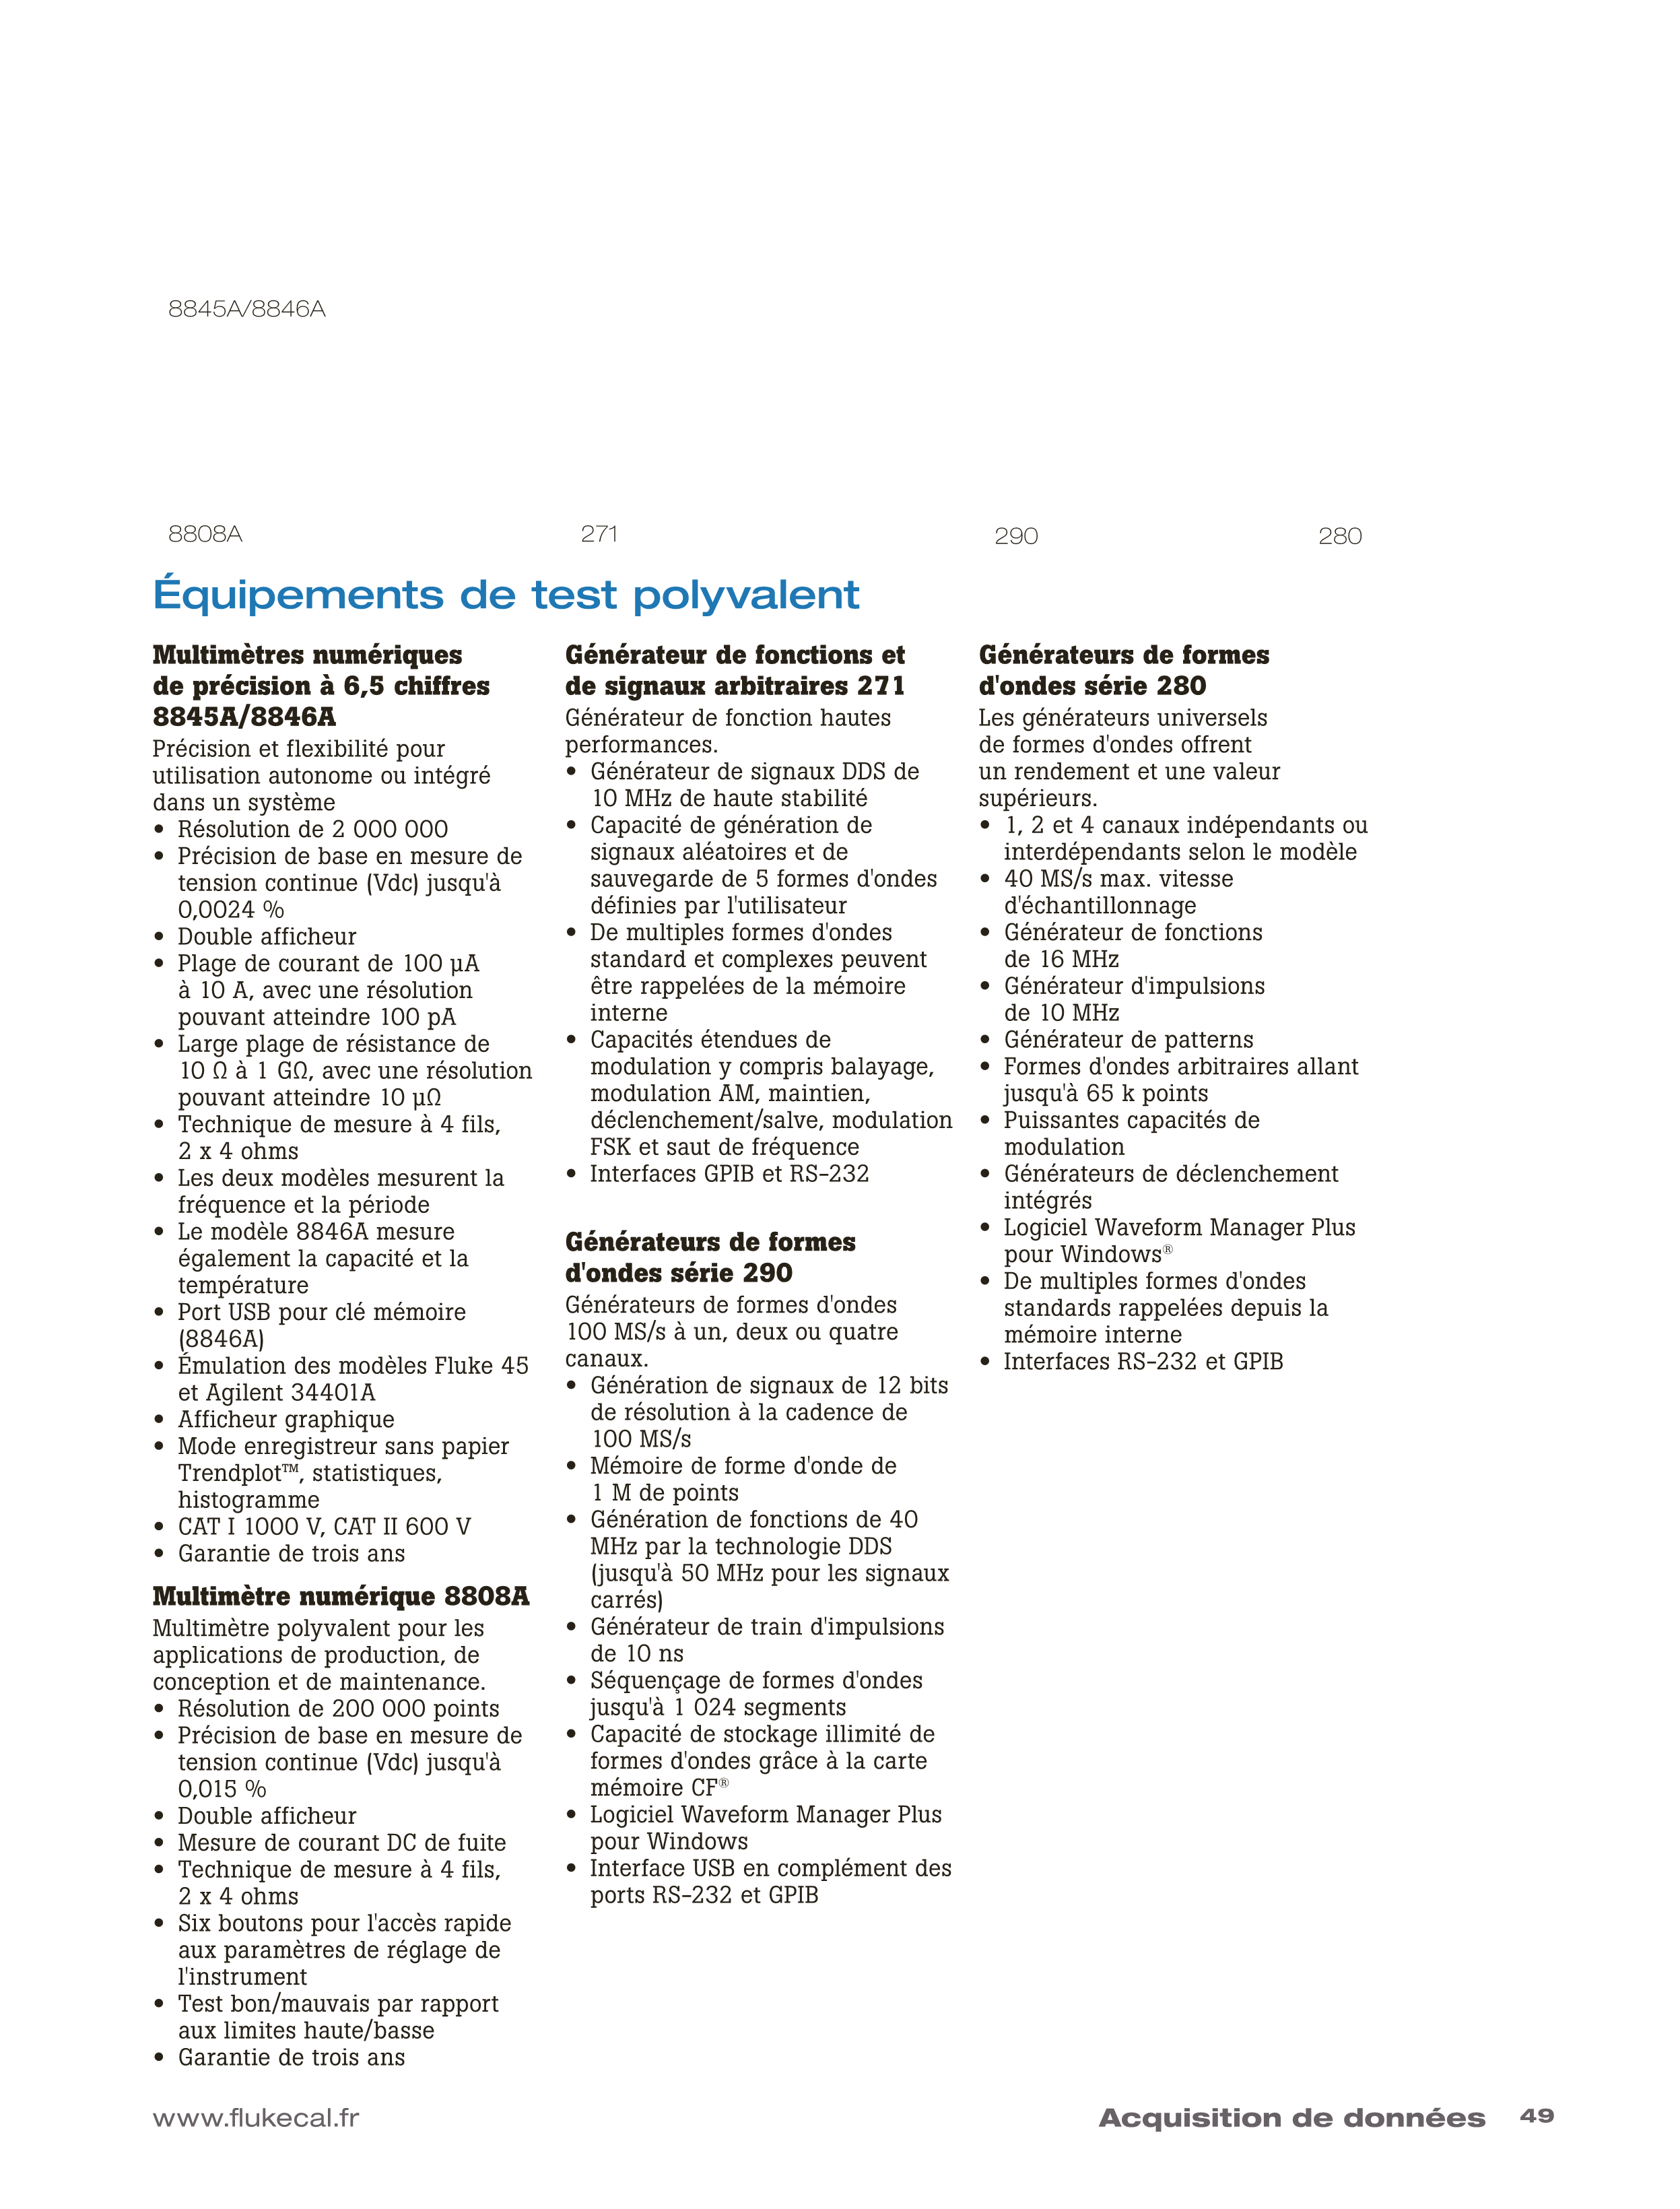 8845A/8846A
8808A
271
290
280
Équipements de test polyvalent
Multimètres numériques
de précision à 6,5 chiffres
8845A/8846A
Précision et flexibilité pour
utilisation autonome ou intégré
dans un système
• Résolution de 2 000 000
• Précision de base en mesure de
tension continue (Vdc) jusqu'à
0,0024 %
• Double afficheur
• Plage de courant de 100 µA
à 10 A, avec une résolution
pouvant atteindre 100 pA
• Large plage de résistance de
10 Ω à 1 GΩ, avec une résolution
pouvant atteindre 10 µΩ
• Technique de mesure à 4 fils,
2 x 4 ohms
• Les deux modèles mesurent la
fréquence et la période
• Le modèle 8846A mesure
également la capacité et la
température
• Port USB pour clé mémoire
(8846A)
• Émulation des modèles Fluke 45
et Agilent 34401A
• Afficheur graphique
• Mode enregistreur sans papier
Trendplot™, statistiques,
histogramme
• CAT I 1000 V, CAT II 600 V
• Garantie de trois ans
Multimètre numérique 8808A
Multimètre polyvalent pour les
applications de production, de
conception et de maintenance.
• Résolution de 200 000 points
• Précision de base en mesure de
tension continue (Vdc) jusqu'à
0,015 %
• Double afficheur
• Mesure de courant DC de fuite
• Technique de mesure à 4 fils,
2 x 4 ohms
• Six boutons pour l'accès rapide
aux paramètres de réglage de
l'instrument
• Test bon/mauvais par rapport
aux limites haute/basse
• Garantie de trois ans
Générateur de fonctions et
de signaux arbitraires 271
Générateur de fonction hautes
performances.
• Générateur de signaux DDS de
10 MHz de haute stabilité
• Capacité de génération de
signaux aléatoires et de
sauvegarde de 5 formes d'ondes
définies par l'utilisateur
• De multiples formes d'ondes
standard et complexes peuvent
être rappelées de la mémoire
interne
• Capacités étendues de
modulation y compris balayage,
modulation AM, maintien,
déclenchement/salve, modulation
FSK et saut de fréquence
• Interfaces GPIB et RS-232
Générateurs de formes
d'ondes série 290
Générateurs de formes d'ondes
100 MS/s à un, deux ou quatre
canaux.
• Génération de signaux de 12 bits
de résolution à la cadence de
100 MS/s
• Mémoire de forme d'onde de
1 M de points
• Génération de fonctions de 40
MHz par la technologie DDS
(jusqu'à 50 MHz pour les signaux
carrés)
• Générateur de train d'impulsions
de 10 ns
• Séquençage de formes d'ondes
jusqu'à 1 024 segments
• Capacité de stockage illimité de
formes d'ondes grâce à la carte
mémoire CF®
• Logiciel Waveform Manager Plus
pour Windows
• Interface USB en complément des
ports RS-232 et GPIB
Générateurs de formes
d'ondes série 280
Les générateurs universels
de formes d'ondes offrent
un rendement et une valeur
supérieurs.
• 1, 2 et 4 canaux indépendants ou
interdépendants selon le modèle
• 40 MS/s max. vitesse
d'échantillonnage
• Générateur de fonctions
de 16 MHz
• Générateur d'impulsions
de 10 MHz
• Générateur de patterns
• Formes d'ondes arbitraires allant
jusqu'à 65 k points
• Puissantes capacités de
modulation
• Générateurs de déclenchement
intégrés
• Logiciel Waveform Manager Plus
pour Windows®
• De multiples formes d'ondes
standards rappelées depuis la
mémoire interne
• Interfaces RS-232 et GPIB
www.flukecal.fr
Acquisition de données 49